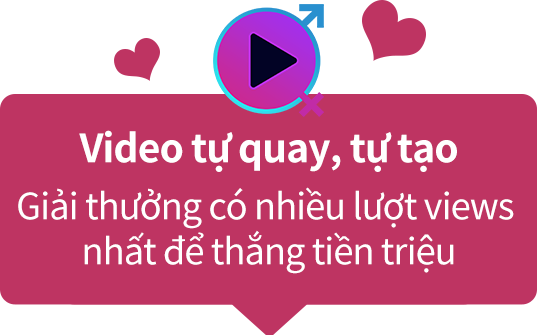 Video tự quay, tự tạo
Giải thưởng có nhiều lượt views
nhất để thắng tiền triệu